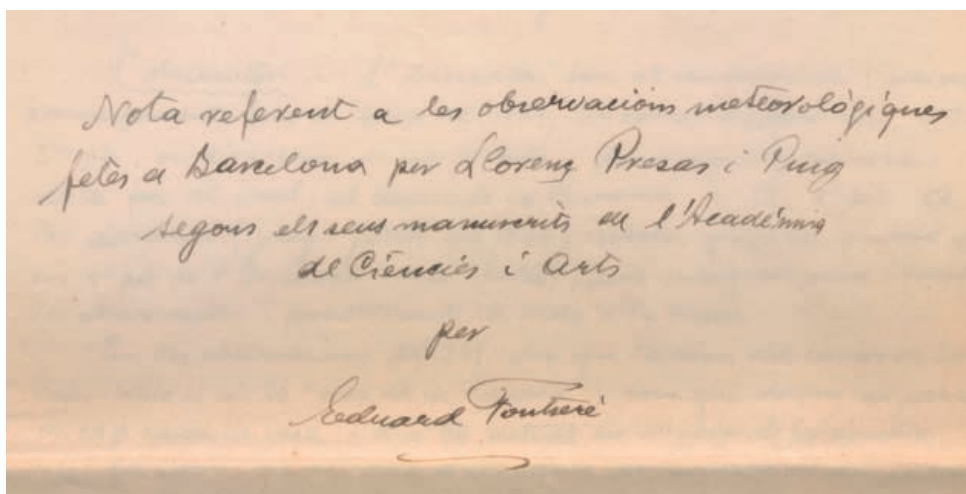 Nota referent a les observacions meteorològiques
fetes a Barcelona per Llorenç Presas i Puig
segons els seus manuscrits en l'Acadèmia
de Ciències i Arts
per
Eduard Fontserè